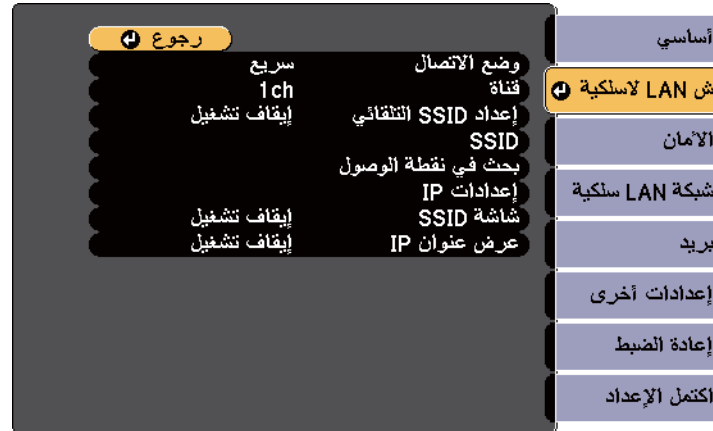 أساسي
ش LAN لاسلكية
الأمان
شبكة LAN سلكية
بريد
إعدادات أخرى
إعادة الضبط
اكتمل الإعداد
رجوع
وضع الاتصال سريع
قناة 1ch
إعداد SSID التلقائي إيقاف تشغيل
SSID
بحث في نقطة الوصول
إعدادات IP
شاشة SSID إيقاف تشغيل
عرض عنوان IP إيقاف تشغيل